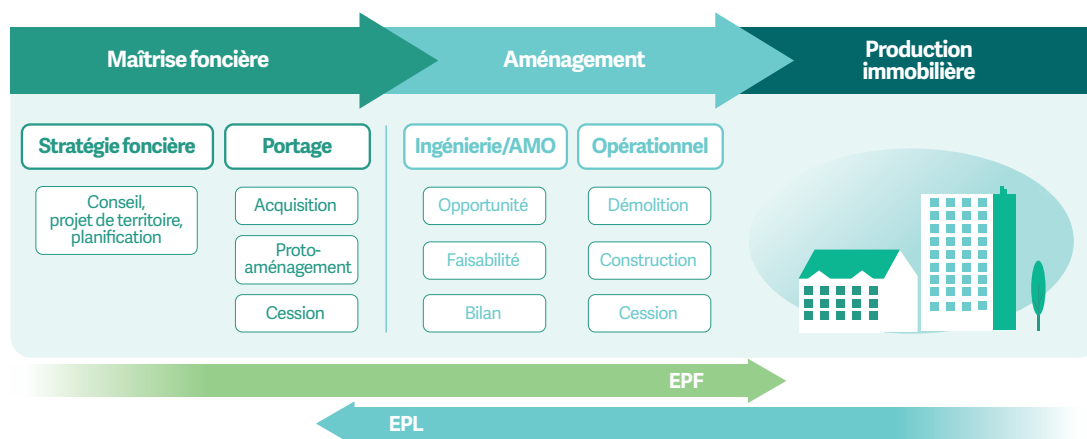 Maîtrise foncière
Aménagement
Production
immobilière
Stratégie foncière
Portage
Ingénierie/AMO
Opérationnel
Conseil,
projet de territoire,
planification
Acquisition
Proto-
aménagement
Cession
Opportunité
Faisabilité
Bilan
Démolition
Construction
Cession
EPF
EPL